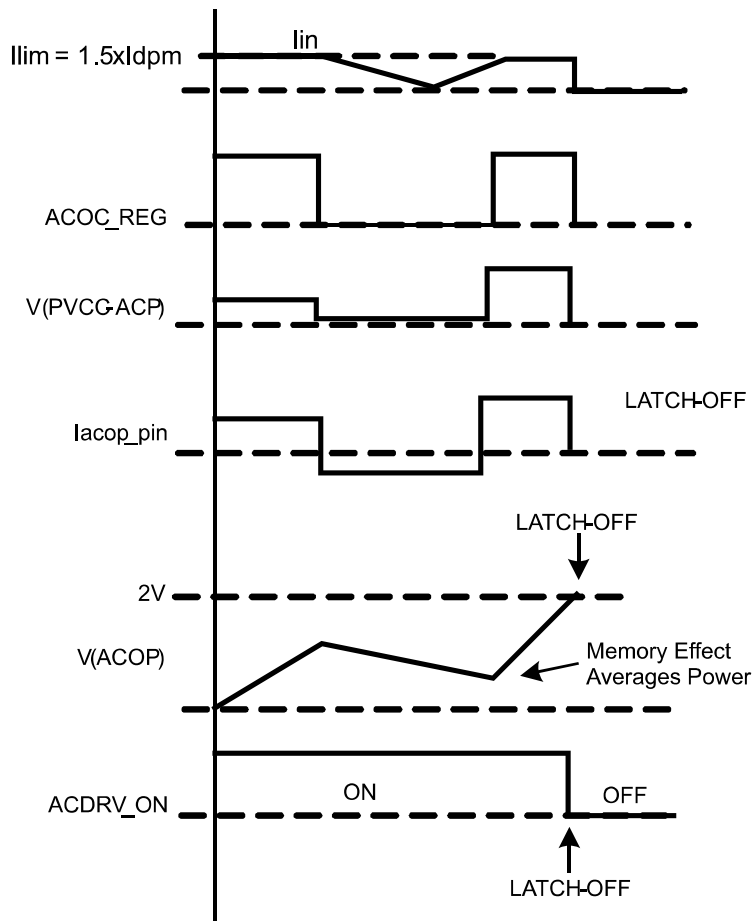 Iin
Ilim = 1.5xIdpm
ACOC_REG
V(PVCC-ACP)
LATCH-OFF
Iacop_pin
LATCH-OFF
2V
V(ACOP)
Memory Effect
Averages Power
ON
OFF
ACDRV_ON
LATCH-OFF